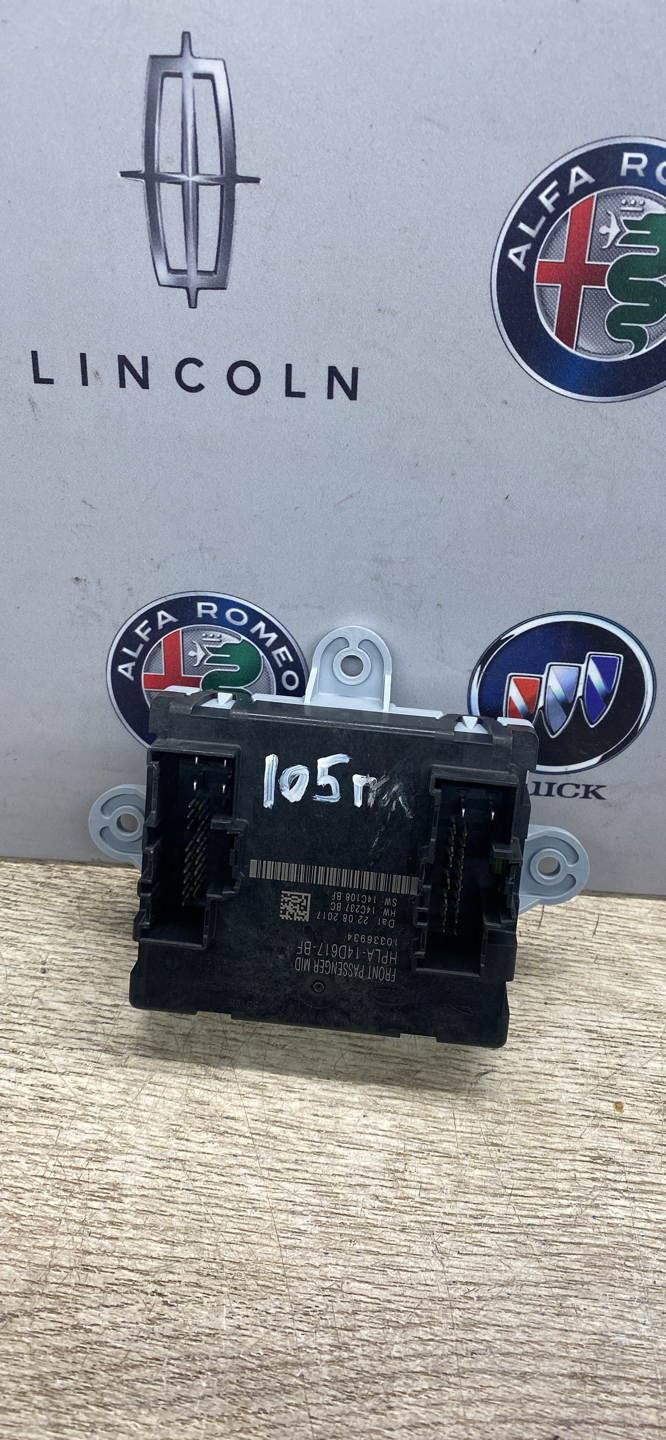 LINCOLN
ALFA RO
ALFA ROMEO
UICK
105
SW 14C108 BF
HW 14C237 BC
Dat 22.08.2017
10336934
HPLA-14D617-BF
FRONT PASSENGER MID